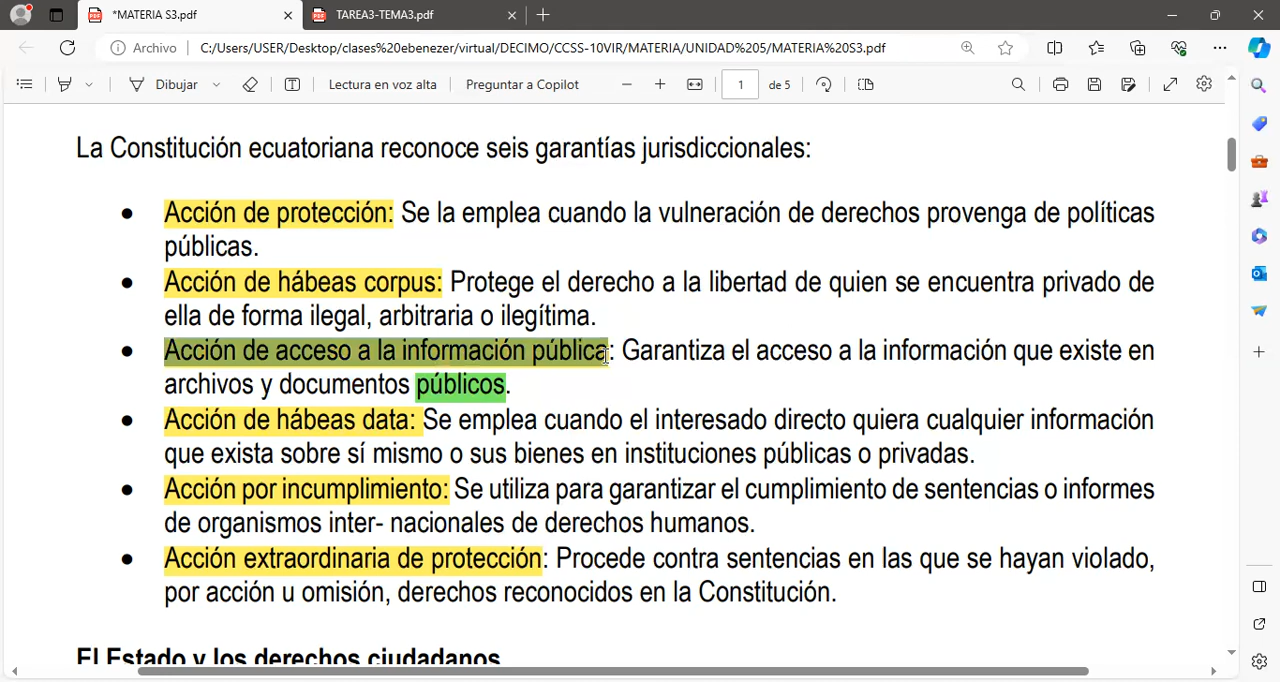 *MATERIA S3.pdf
TAREA3-TEMA3.pdf
Archivo
C:/Users/USER/Desktop/clases%20ebenezer/virtual/DECIMO/CCSS-10VIR/MATERIA/UNIDAD%205/MATERIA%20S3.pdf
Dibujar
Lectura en voz alta
Preguntar a Copilot
1
de 5
La Constitución ecuatoriana reconoce seis garantías jurisdiccionales:
• Acción de protección: Se la emplea cuando la vulneración de derechos provenga de políticas
públicas.
• Acción de hábeas corpus: Protege el derecho a la libertad de quien se encuentra privado de
ella de forma ilegal, arbitraria o ilegítima.
• Acción de acceso a la información pública: Garantiza el acceso a la información que existe en
archivos y documentos públicos.
• Acción de hábeas data: Se emplea cuando el interesado directo quiera cualquier información
que exista sobre sí mismo o sus bienes en instituciones públicas o privadas.
• Acción por incumplimiento: Se utiliza para garantizar el cumplimiento de sentencias o informes
de organismos inter- nacionales de derechos humanos.
• Acción extraordinaria de protección: Procede contra sentencias en las que se hayan violado,
por acción u omisión, derechos reconocidos en la Constitución.
El Estado y los derechos ciudadanos